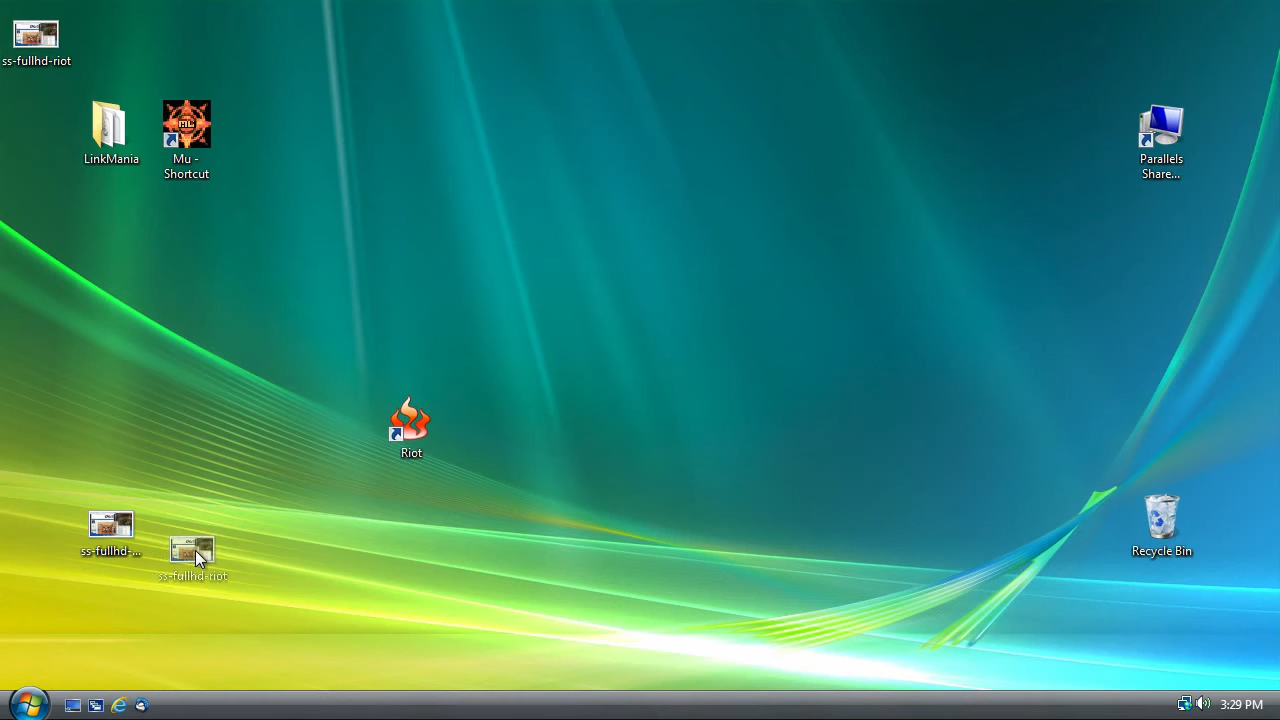 ss-fullhd-riot
LinkMania
Mu -
Shortcut
ML
Parallels
Share...
Riot
ss-fullhd-...
ss-fullhd-riot
Recycle Bin
3:29 PM